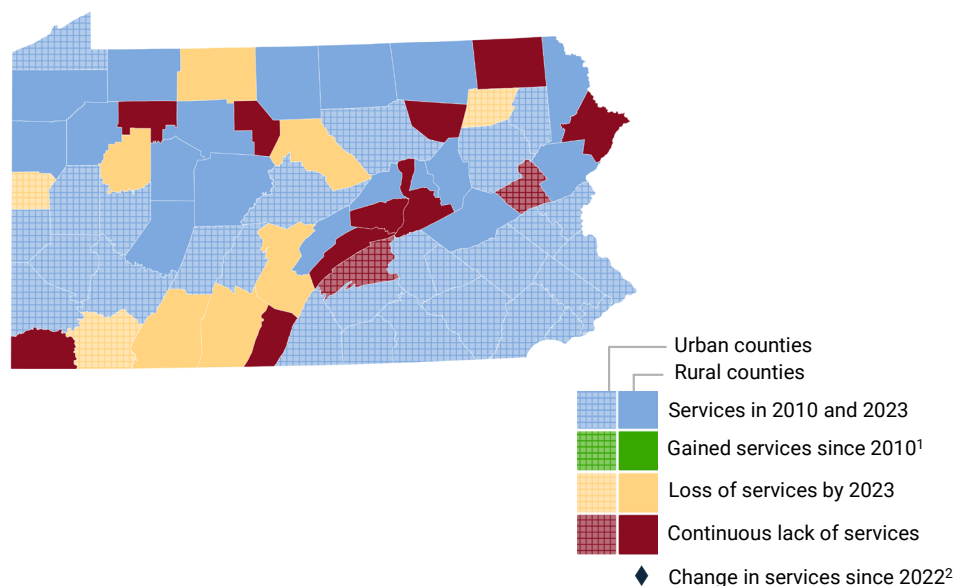 Urban counties
Rural counties
Services in 2010 and 2023
Gained services since 2010¹
Loss of services by 2023
Continuous lack of services
Change in services since 2022²